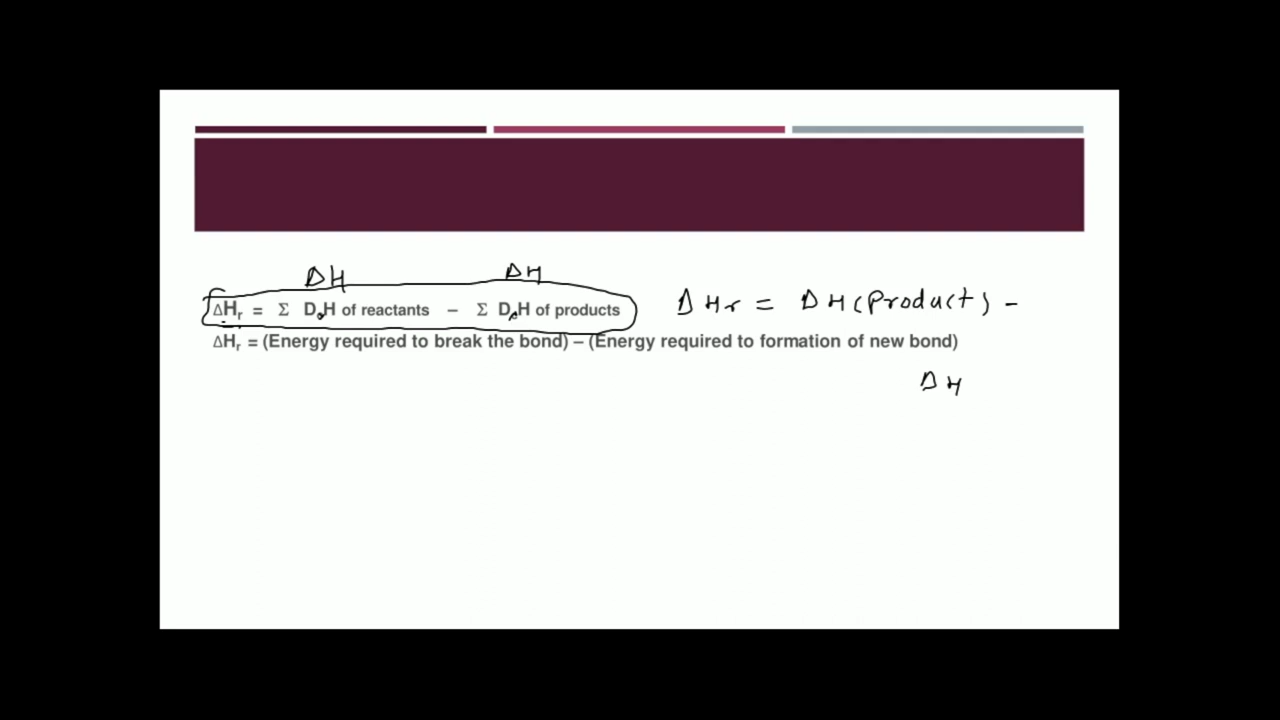 ΔH ΔH
ΔHr = Σ DₒH of reactants − Σ DₒH of products
ΔHr = ΔH(Product) −
ΔHr = (Energy required to break the bond) – (Energy required to formation of new bond)
ΔH